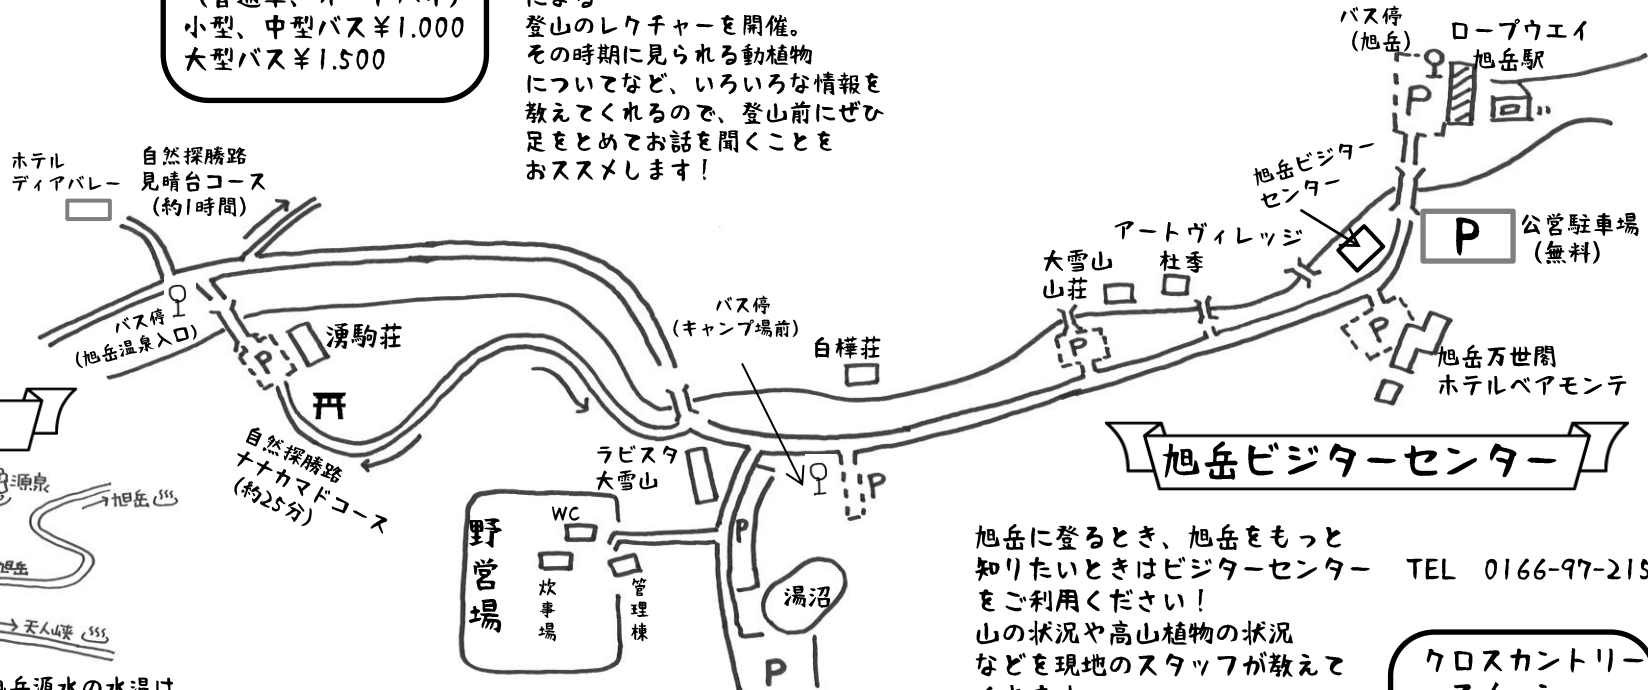 小型、中型バス¥1.000
大型バス¥1.500
による
登山のレクチャーを開催。
その時期に見られる動植物
についてなど、いろいろな情報を
教えてくれるので、登山前にぜひ
足をとめてお話を聞くことを
おススメします!
バス停
(旭岳)
ロープウエイ
旭岳駅
P
ホテル
ディアバレー
自然探勝路
見晴台コース
(約1時間)
旭岳ビジター
センター
P
公営駐車場
(無料)
アートヴィレッジ
杜季
大雪山
山荘
P
P
旭岳万世閣
ホテルベアモンテ
バス停
(旭岳温泉入口)
P
湧駒荘
バス停
(キャンプ場前)
白樺荘
自然探勝路
ナナカマドコース
(約25分)
ラビスタ
大雪山
P
P
湯沼
P
野営場
WC
炊事場
管理棟
源泉
旭岳
旭岳
天人峡
旭岳ビジターセンター
旭岳に登るとき、旭岳をもっと
知りたいときはビジターセンター
をご利用ください!
山の状況や高山植物の状況
などを現地のスタッフが教えて
TEL 0166-97-215
クロスカントリー